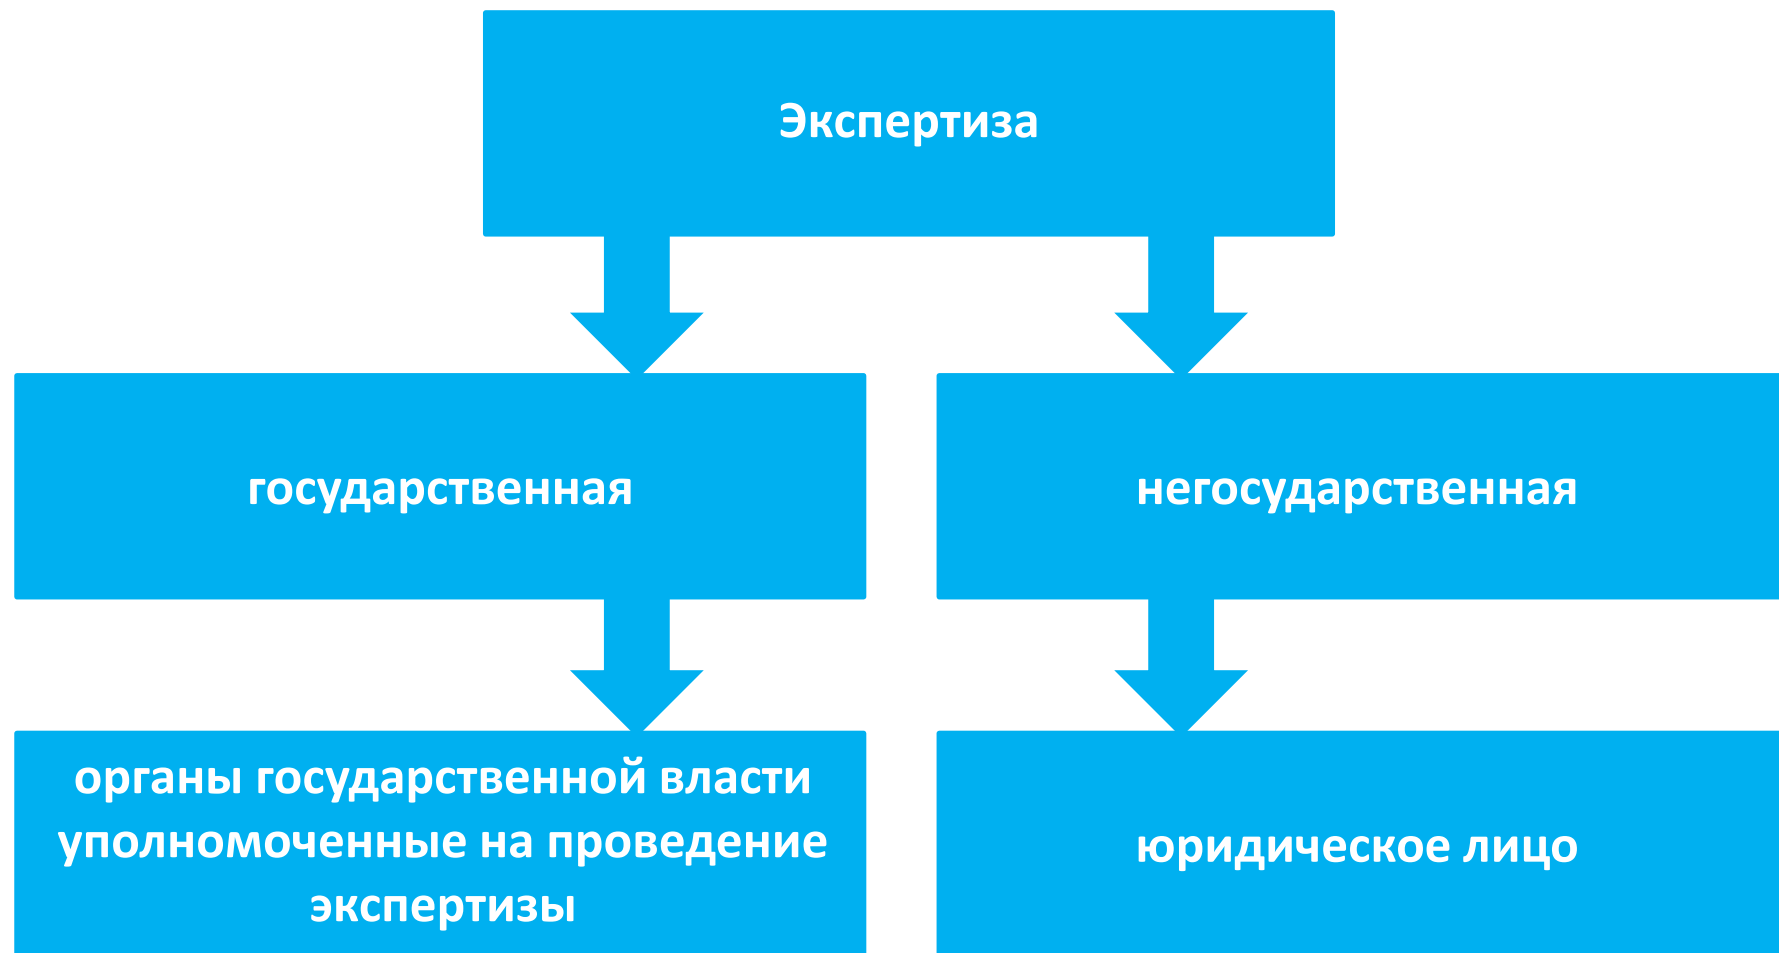 Экспертиза
государственная
негосударственная
органы государственной власти
уполномоченные на проведение
экспертизы
юридическое лицо